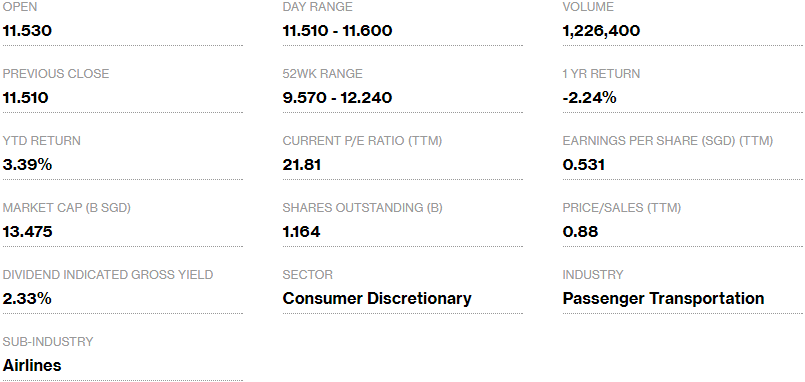 OPEN
DAY RANGE
VOLUME
11.530
11.510 - 11.600
1,226,400
PREVIOUS CLOSE
52WK RANGE
1 YR RETURN
11.510
9.570 - 12.240
-2.24%
YTD RETURN
CURRENT P/E RATIO (TTM)
EARNINGS PER SHARE (SGD) (TTM)
3.39%
21.81
0.531
MARKET CAP (B SGD)
SHARES OUTSTANDING (B)
PRICE/SALES (TTM)
13.475
1.164
0.88
DIVIDEND INDICATED GROSS YIELD
SECTOR
INDUSTRY
2.33%
Consumer Discretionary
Passenger Transportation
SUB-INDUSTRY
Airlines